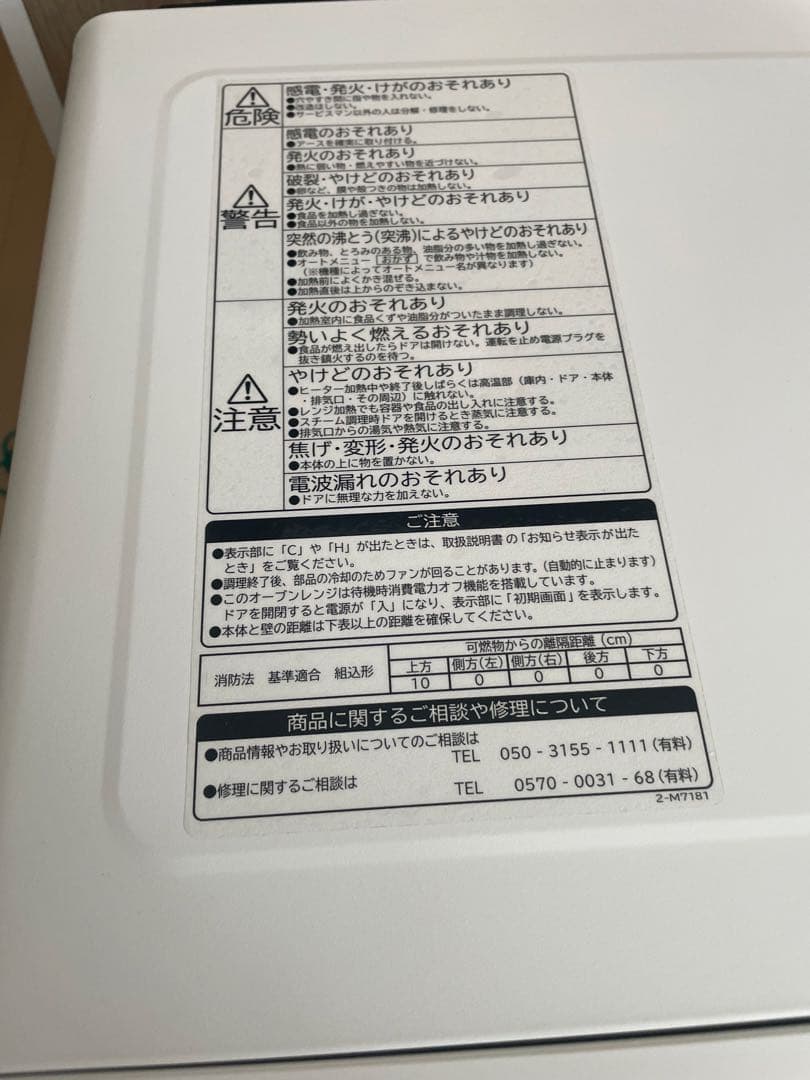 危険
感電・発火・けがのおそれあり
●穴やすき間に指や物を入れない。
●改造はしない。
●サービスマン以外の人は分解・修理をしない。
警告
感電のおそれあり
●アースを確実に取り付ける。
発火のおそれあり
●熱に弱い物・燃えやすい物を近づけない。
破裂・やけどのおそれあり
●卵など、膜や殻つきの物は加熱しない。
発火・けが・やけどのおそれあり
●食品を加熱し過ぎない。
●食品以外の物を加熱しない。
突然の沸とう(突沸)によるやけどのおそれあり
●飲み物、とろみのある物、油脂分の多い物を加熱し過ぎない。
●オートメニュー おかず で飲み物や汁物を加熱しない。
(※機種によってオートメニュー名が異なります)
●加熱前によくかき混ぜる。
●加熱直後は上からのぞき込まない。
注意
発火のおそれあり
●加熱室内に食品くずや油脂分がついたまま調理しない。
勢いよく燃えるおそれあり
●食品が燃え出したらドアは開けない。運転を止め電源プラグを
抜き鎮火するのを待つ。
やけどのおそれあり
●ヒーター加熱中や終了後しばらくは高温部(庫内・ドア・本体
・排気口・その周辺)に触れない。
●レンジ加熱でも容器や食品の出し入れに注意する。
●スチーム調理時ドアを開けるとき蒸気に注意する。
●排気口からの湯気や熱気に注意する。
焦げ・変形・発火のおそれあり
●本体の上に物を置かない。
電波漏れのおそれあり
●ドアに無理な力を加えない。
ご注意
●表示部に「C」や「H」が出たときは、取扱説明書の「お知らせ表示が出た
とき」をご覧ください。
●調理終了後、部品の冷却のためファンが回ることがあります。(自動的に止まります)
●このオーブンレンジは待機時消費電力オフ機能を搭載しています。
ドアを開閉すると電源が「入」になり、表示部に「初期画面」を表示します。
●本体と壁の距離は下表以上の距離を確保してください。
消防法 基準適合 組込形
可燃物からの離隔距離(cm)
上方 側方(左) 側方(右) 後方 下方
10 0 0 0 0
商品に関するご相談や修理について
●商品情報やお取り扱いについてのご相談は
TEL 050-3155-1111(有料)
●修理に関するご相談は TEL 0570-0031-68(有料)
2-M7181